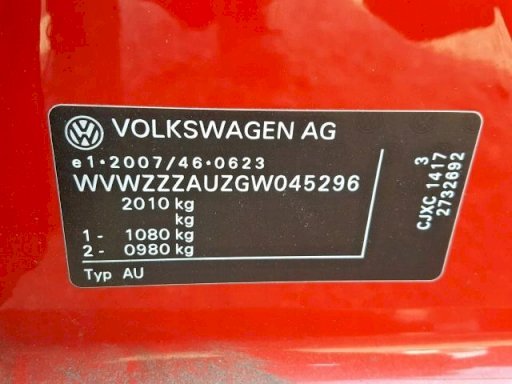 VOLKSWAGEN AG
e1*2007/46*0623
WVWZZZAUZGW045296
2010 kg
kg
1 - 1080 kg
2 - 0980 kg
Typ AU
3
CJXC 1417
2732692